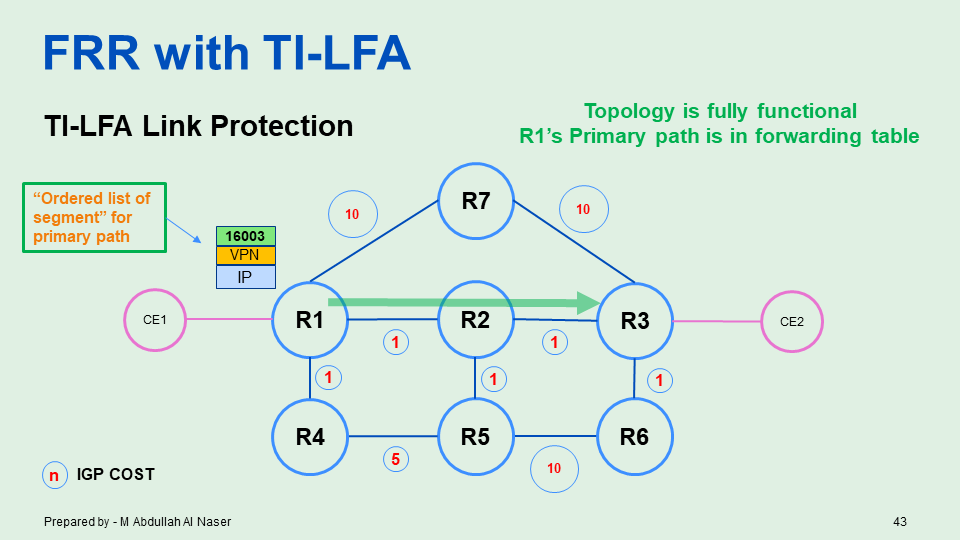 FRR with TI-LFA
TI-LFA Link Protection
Topology is fully functional
R1’s Primary path is in forwarding table
“Ordered list of
segment” for
primary path
16003
VPN
IP
10
R7
10
CE1
R1
R2
R3
CE2
1
1
1
1
1
R4
R5
R6
5
10
n IGP COST
Prepared by - M Abdullah Al Naser
43